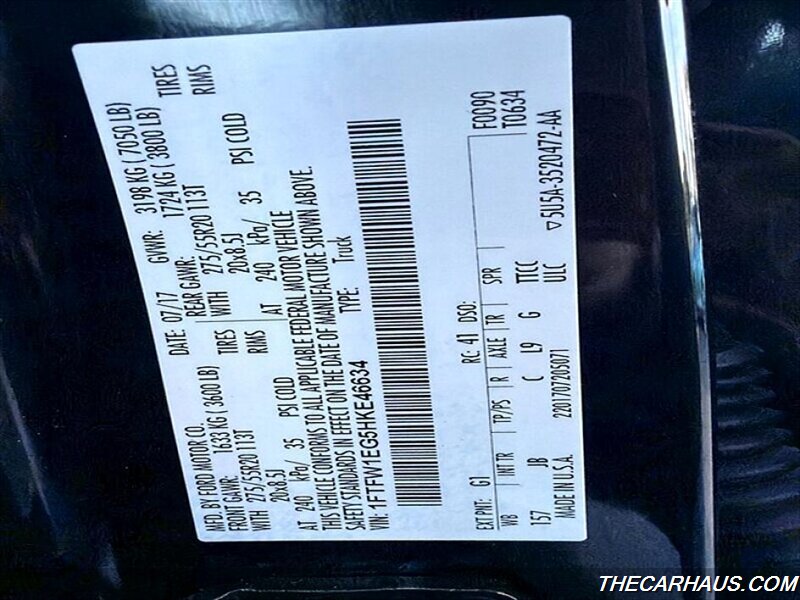 MFD. BY FORD MOTOR CO.
DATE: 07/17
GVWR: 3198 KG ( 7050 LB)
FRONT GAWR: 1633 KG ( 3600 LB)
REAR GAWR: 1724 KG ( 3800 LB)
WITH 275/55R20 113T TIRES
WITH 275/55R20 113T TIRES
20x8.5J RIMS
20x8.5J RIMS
AT 240 kPa/ 35 PSI COLD
AT 240 kPa/ 35 PSI COLD
THIS VEHICLE CONFORMS TO ALL APPLICABLE FEDERAL MOTOR VEHICLE
SAFETY STANDARDS IN EFFECT ON THE DATE OF MANUFACTURE SHOWN ABOVE.
VIN: 1FTFW1EG5HKE46634
TYPE: Truck
EXT PNT: G1 RC: 41 DSO: F0090
WB INT TR TP/PS R AXLE TR SPR T0634
157 JB C L9 G TTCC
MADE IN U.S.A. 2201707205071 ULC
▽5U5A-3520472-AA
THECARHAUS.COM